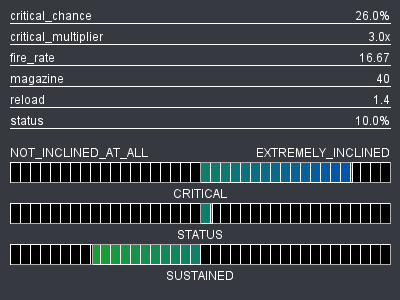 critical_chance 26.0%
critical_multiplier 3.0x
fire_rate 16.67
magazine 40
reload 1.4
status 10.0%
NOT_INCLINED_AT_ALL EXTREMELY_INCLINED
CRITICAL
STATUS
SUSTAINED